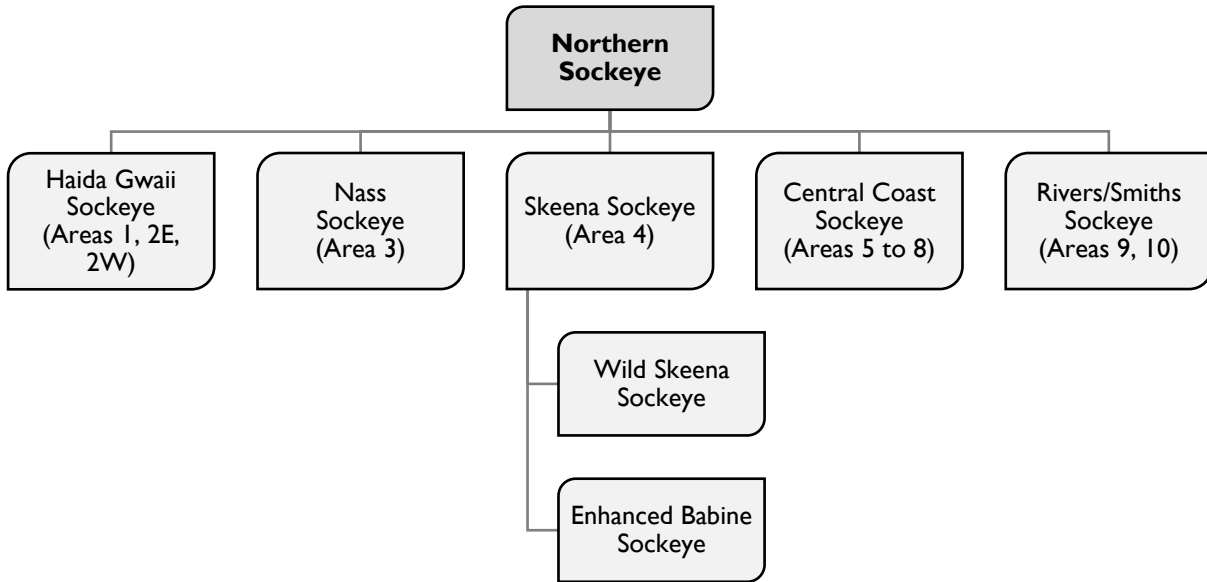 Northern
Sockeye
Haida Gwaii
Sockeye
(Areas 1, 2E,
2W)
Nass
Sockeye
(Area 3)
Skeena Sockeye
(Area 4)
Central Coast
Sockeye
(Areas 5 to 8)
Rivers/Smiths
Sockeye
(Areas 9, 10)
Wild Skeena
Sockeye
Enhanced Babine
Sockeye